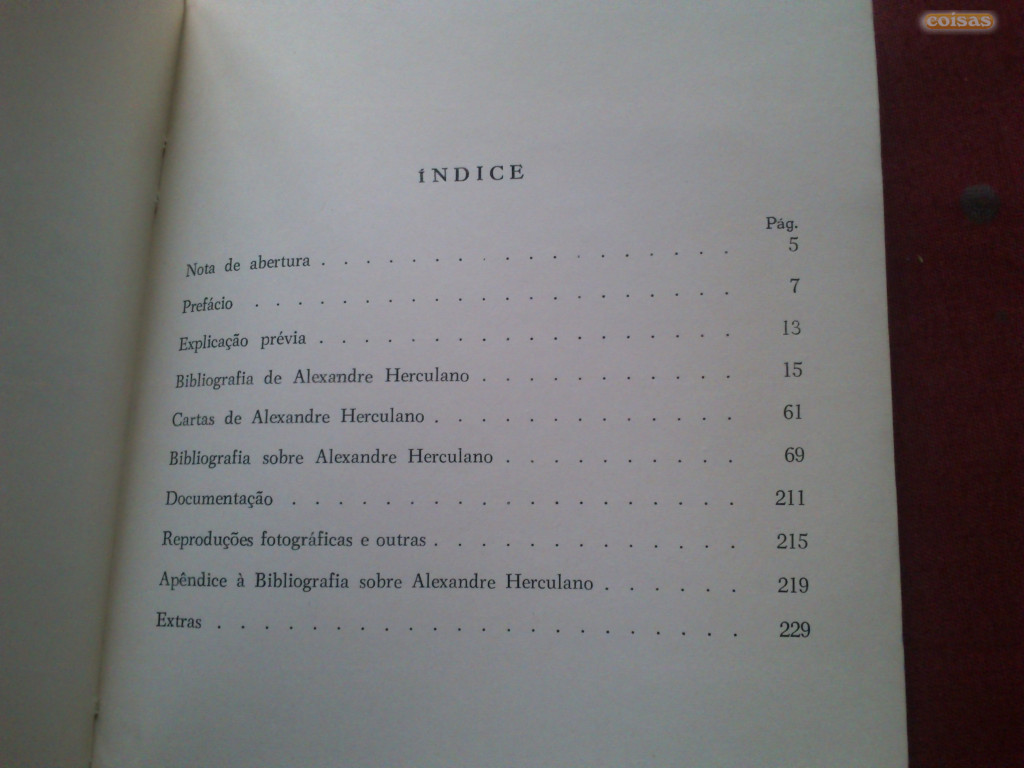 coisas
ÍNDICE
Pág.
Nota de abertura . . . . . . . . . . . . . . . 5
Prefácio . . . . . . . . . . . . . . . . . 7
Explicação prévia . . . . . . . . . . . . . . . 13
Bibliografia de Alexandre Herculano . . . . . . . . . . 15
Cartas de Alexandre Herculano . . . . . . . . . . 61
Bibliografia sobre Alexandre Herculano . . . . . . . . . 69
Documentação . . . . . . . . . . . . . . . . 211
Reproduções fotográficas e outras . . . . . . . . . . . 215
Apêndice à Bibliografia sobre Alexandre Herculano . . . . . . 219
Extras . . . . . . . . . . . . . . . . . 229